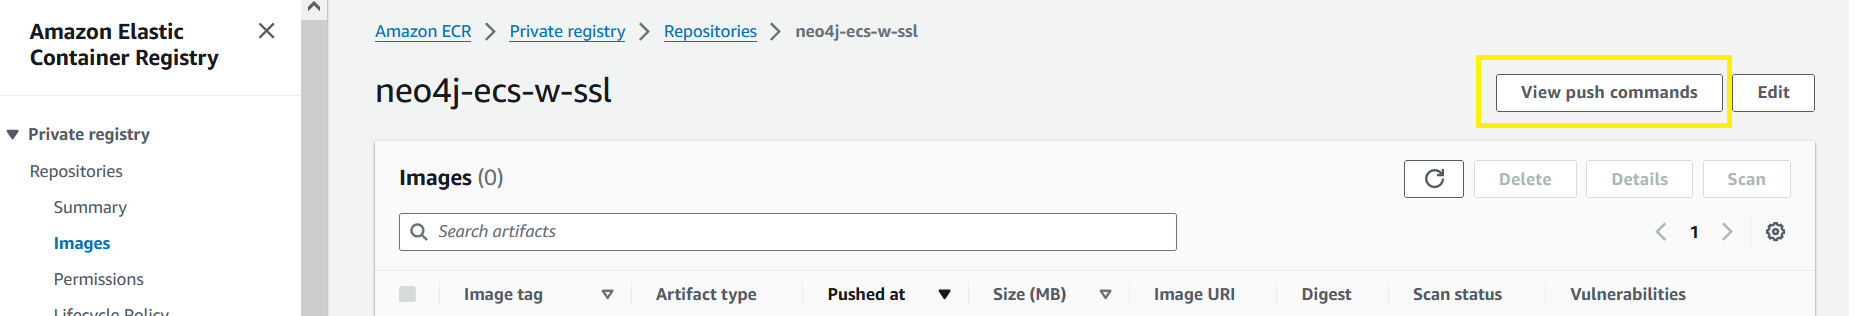 Amazon Elastic
Container Registry
Private registry
Repositories
Summary
Images
Permissions
Lifecycle Policy
Amazon ECR > Private registry > Repositories > neo4j-ecs-w-ssl
neo4j-ecs-w-ssl
View push commands
Edit
Images (0)
Delete
Details
Scan
Search artifacts
1
Image tag
Artifact type
Pushed at
Size (MB)
Image URI
Digest
Scan status
Vulnerabilities